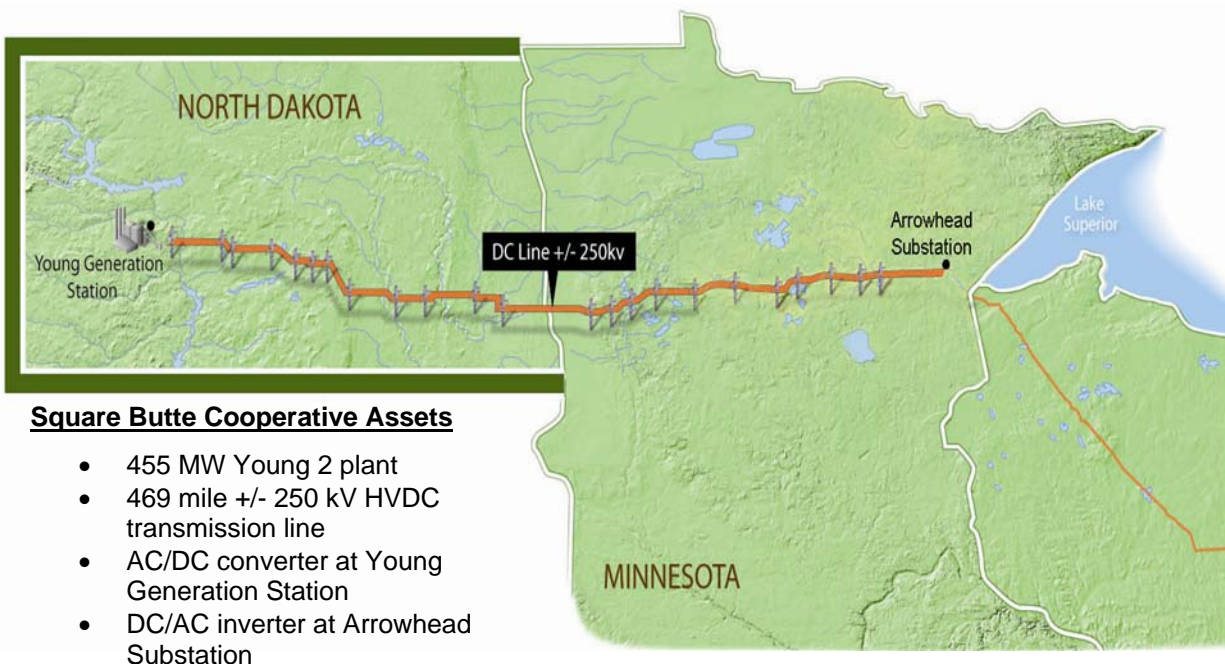 NORTH DAKOTA
Young Generation
Station
DC Line +/- 250kv
Arrowhead
Substation
Lake
Superior
MINNESOTA
Square Butte Cooperative Assets
• 455 MW Young 2 plant
• 469 mile +/- 250 kV HVDC
transmission line
• AC/DC converter at Young
Generation Station
• DC/AC inverter at Arrowhead
Substation